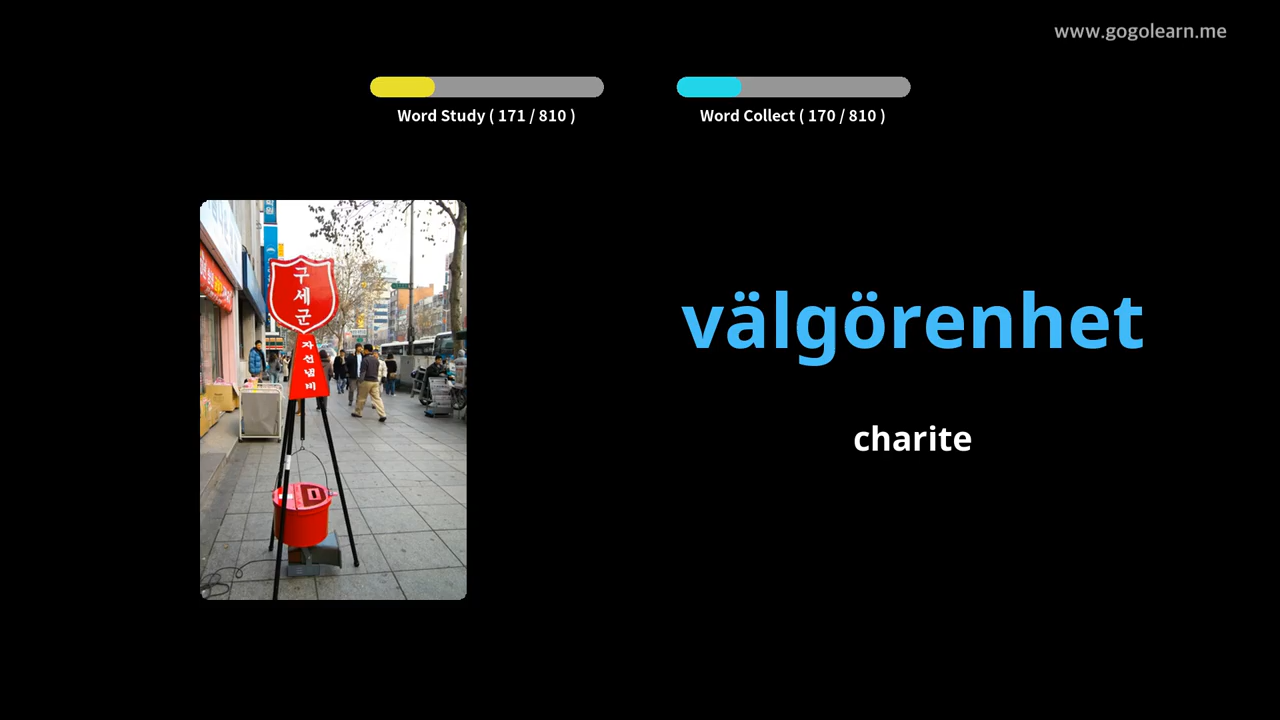 www.gogolearn.me
Word Study ( 171 / 810 )
Word Collect ( 170 / 810 )
구
세
군
자
선
냄
비
välgörenhet
charite